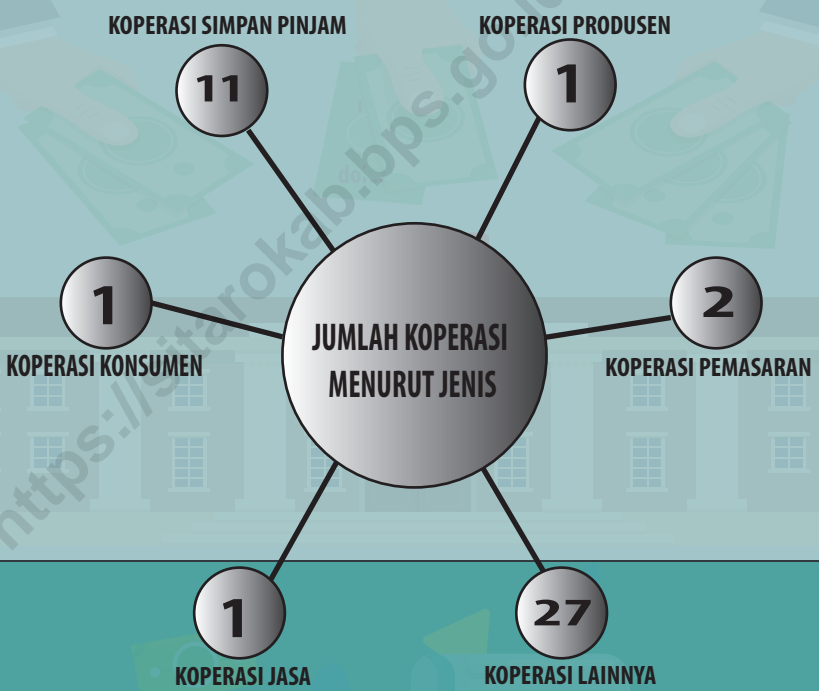 KOPERASI SIMPAN PINJAM
11
KOPERASI PRODUSEN
1
1
KOPERASI KONSUMEN
JUMLAH KOPERASI
MENURUT JENIS
2
KOPERASI PEMASARAN
1
KOPERASI JASA
27
KOPERASI LAINNYA
https://sitarokab.bps.go.id